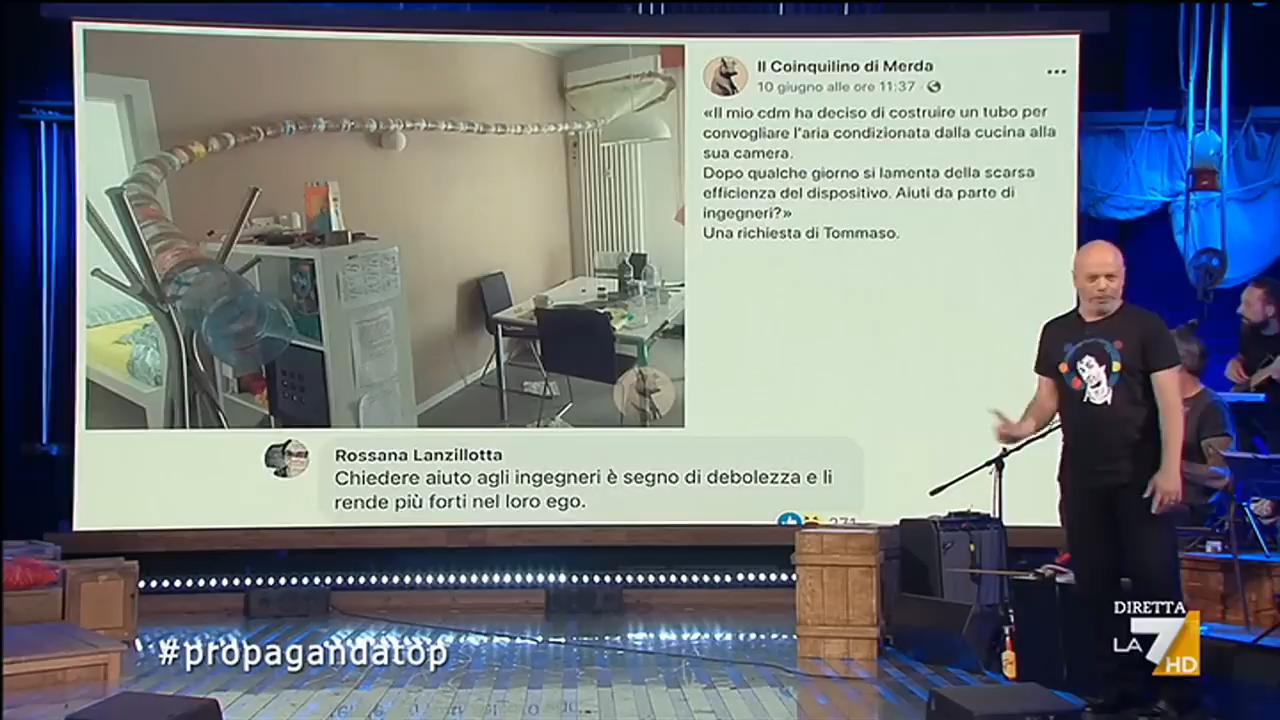 Il Coinquilino di Merda
10 giugno alle ore 11:37
«Il mio cdm ha deciso di costruire un tubo per
convogliare l'aria condizionata dalla cucina alla
sua camera.
Dopo qualche giorno si lamenta della scarsa
efficienza del dispositivo. Aiuti da parte di
ingegneri?»
Una richiesta di Tommaso.
Rossana Lanzillotta
Chiedere aiuto agli ingegneri è segno di debolezza e li
rende più forti nel loro ego.
271
#propagandatop
DIRETTA
LA7
HD